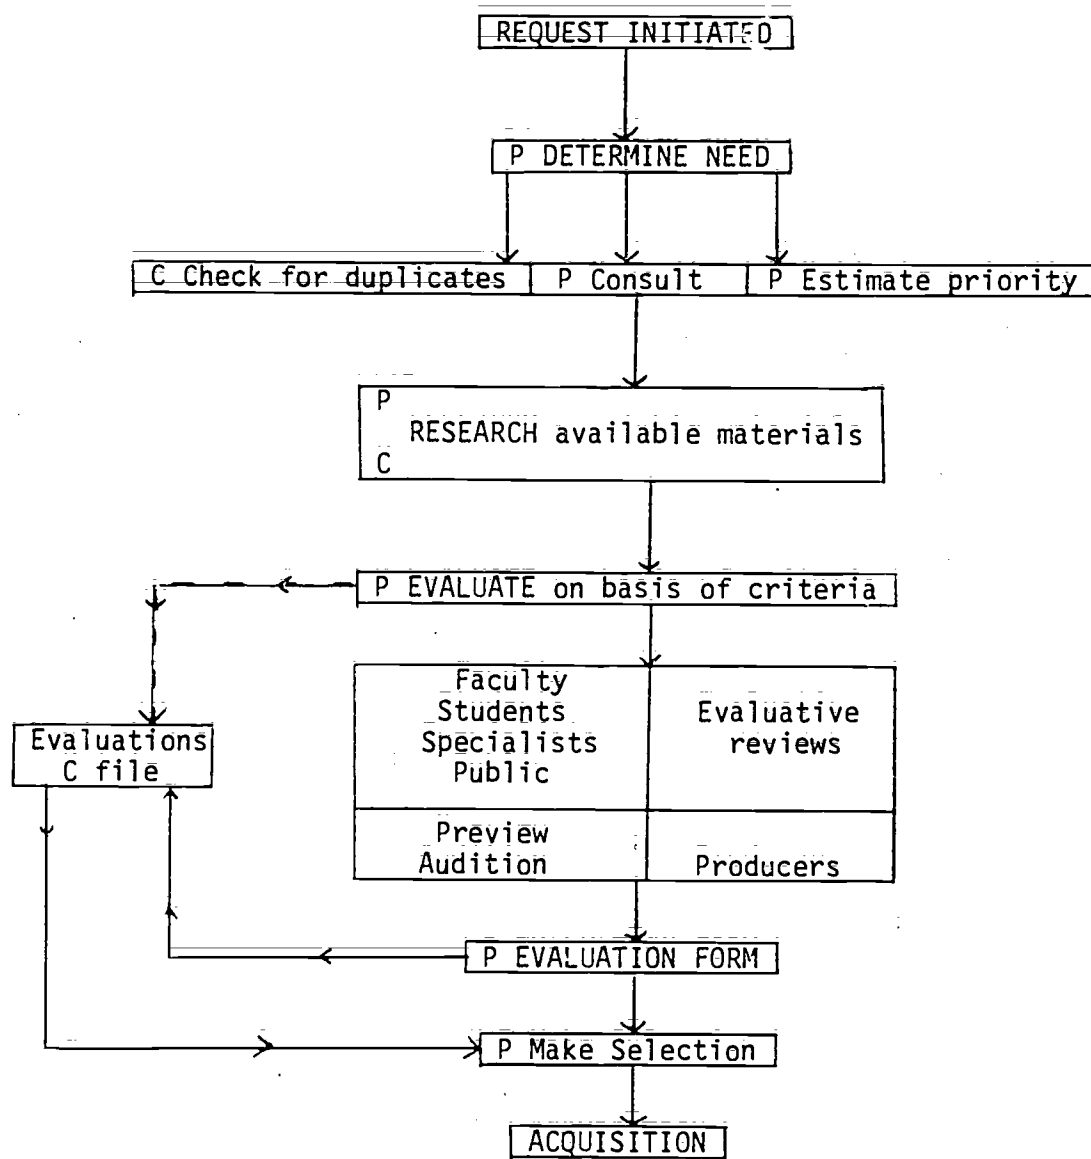 REQUEST INITIATED
P DETERMINE NEED
C Check for duplicates
P Consult
P Estimate priority
P
RESEARCH available materials
C
P EVALUATE on basis of criteria
Faculty
Students
Specialists
Public
Evaluative
reviews
Evaluations
C file
Preview
Audition
Producers
P EVALUATION FORM
P Make Selection
ACQUISITION